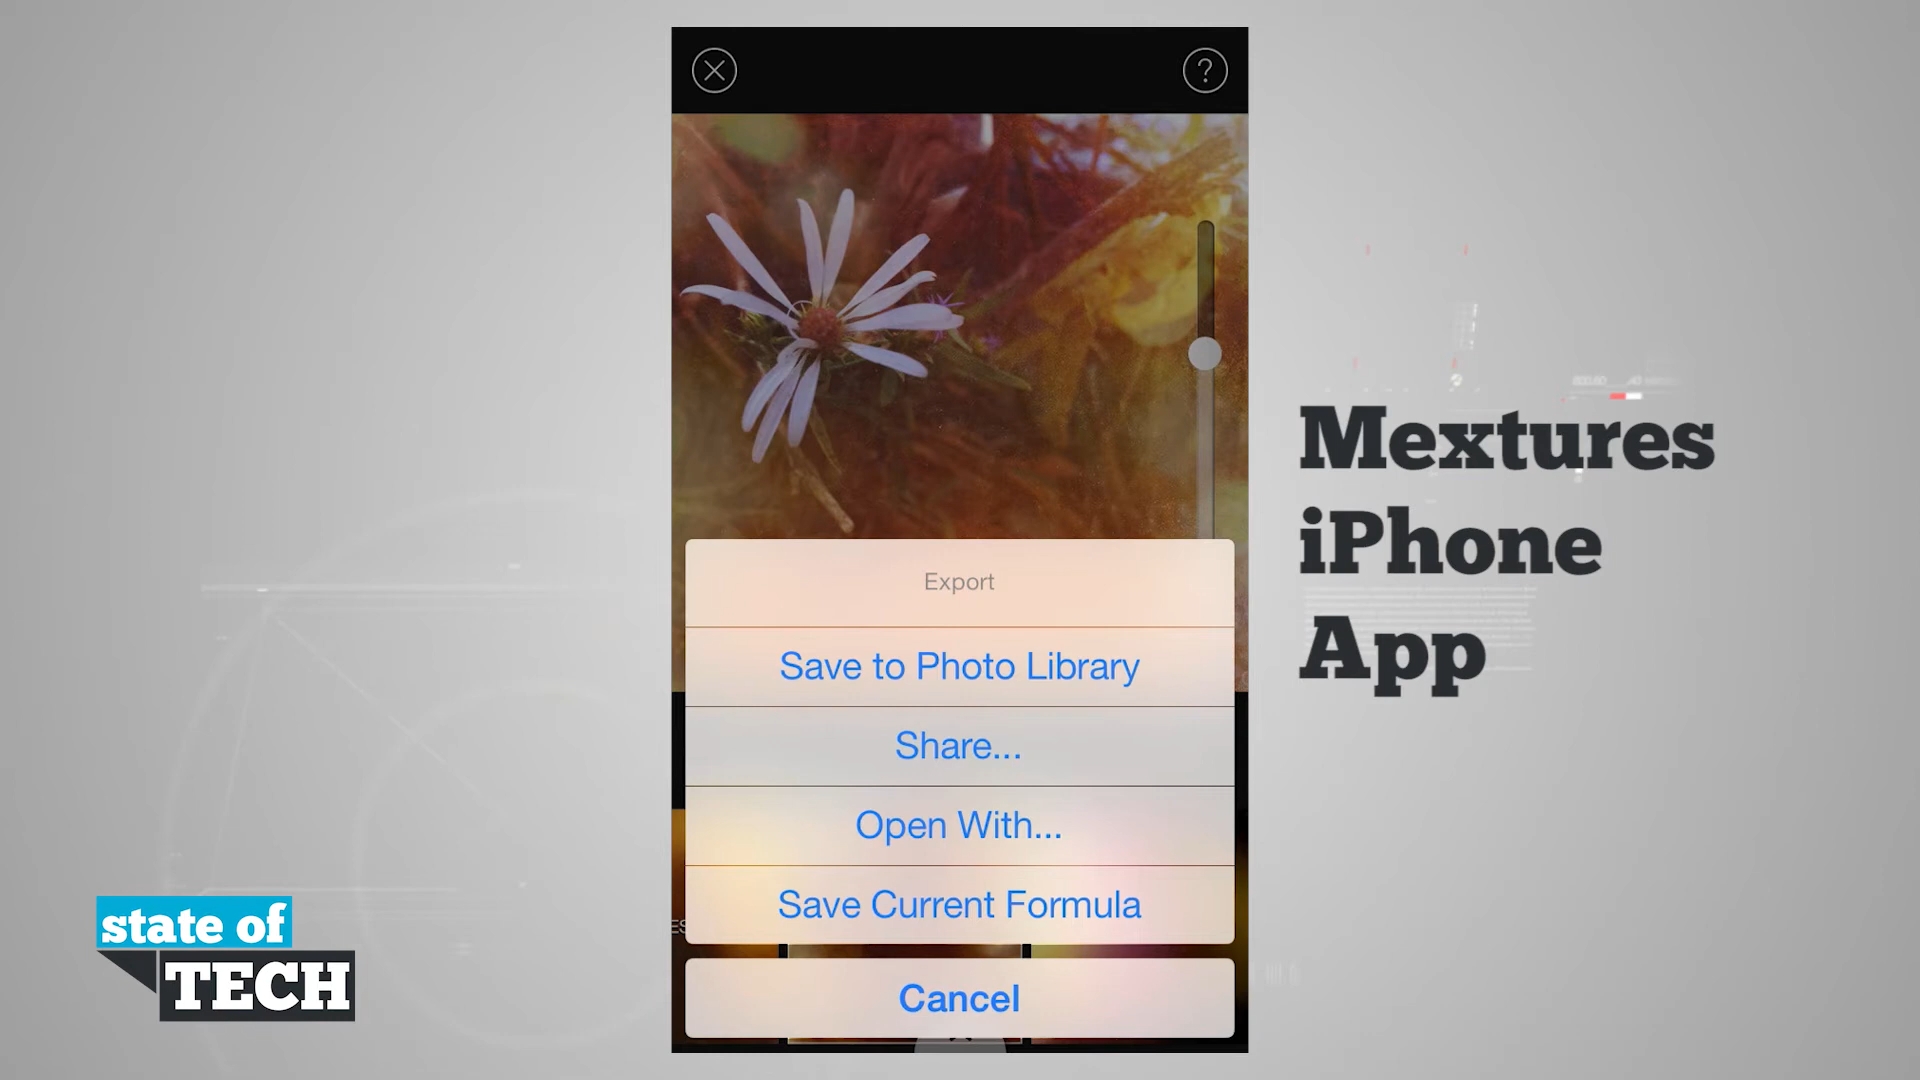 ?
Export
Save to Photo Library
Share...
Open With...
Save Current Formula
Cancel
Mextures
iPhone
App
state of
TECH